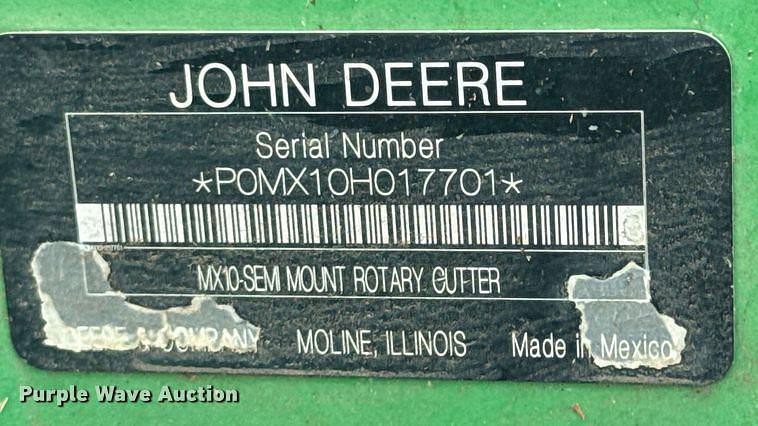 JOHN DEERE
Serial Number
*P0MX10H017701*
MX10-SEMI MOUNT ROTARY CUTTER
DEERE & COMPANY MOLINE, ILLINOIS Made in Mexico
Purple Wave Auction